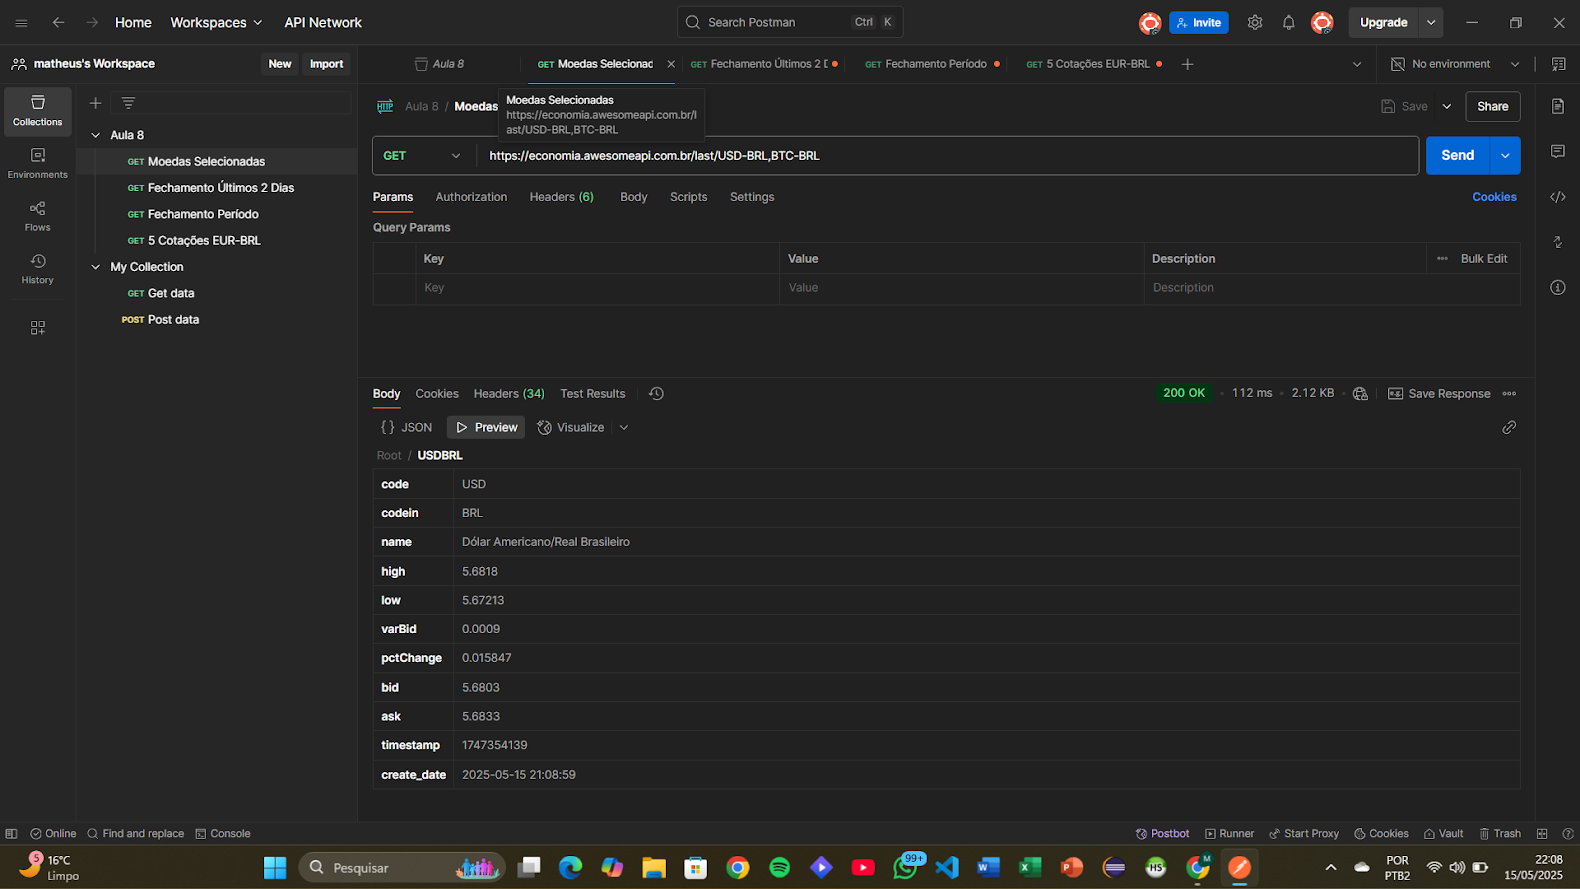 Home
Workspaces
API Network
Search Postman
Ctrl K
Invite
Upgrade
matheus's Workspace
New
Import
Aula 8
GET Moedas Selecionac
GET Fechamento Últimos 2 D
GET Fechamento Período
GET 5 Cotações EUR-BRL
No environment
Collections
Environments
Flows
History
Aula 8
GET Moedas Selecionadas
GET Fechamento Últimos 2 Dias
GET Fechamento Período
GET 5 Cotações EUR-BRL
My Collection
GET Get data
POST Post data
HTTP
Aula 8 / Moedas
Moedas Selecionadas
https://economia.awesomeapi.com.br/l
ast/USD-BRL,BTC-BRL
Save
Share
GET
https://economia.awesomeapi.com.br/last/USD-BRL,BTC-BRL
Send
Params
Authorization
Headers (6)
Body
Scripts
Settings
Cookies
Query Params
Key
Value
Description
Bulk Edit
Key
Value
Description
Body
Cookies
Headers (34)
Test Results
200 OK
112 ms
2.12 KB
Save Response
{} JSON
Preview
Visualize
Root / USDBRL
code USD
codein BRL
name Dólar Americano/Real Brasileiro
high 5.6818
low 5.67213
varBid 0.0009
pctChange 0.015847
bid 5.6803
ask 5.6833
timestamp 1747354139
create_date 2025-05-15 21:08:59
Online
Find and replace
Console
Postbot
Runner
Start Proxy
Cookies
Vault
Trash
5
16°C
Limpo
Pesquisar
99+
HS
M
POR
PTB2
22:08
15/05/2025